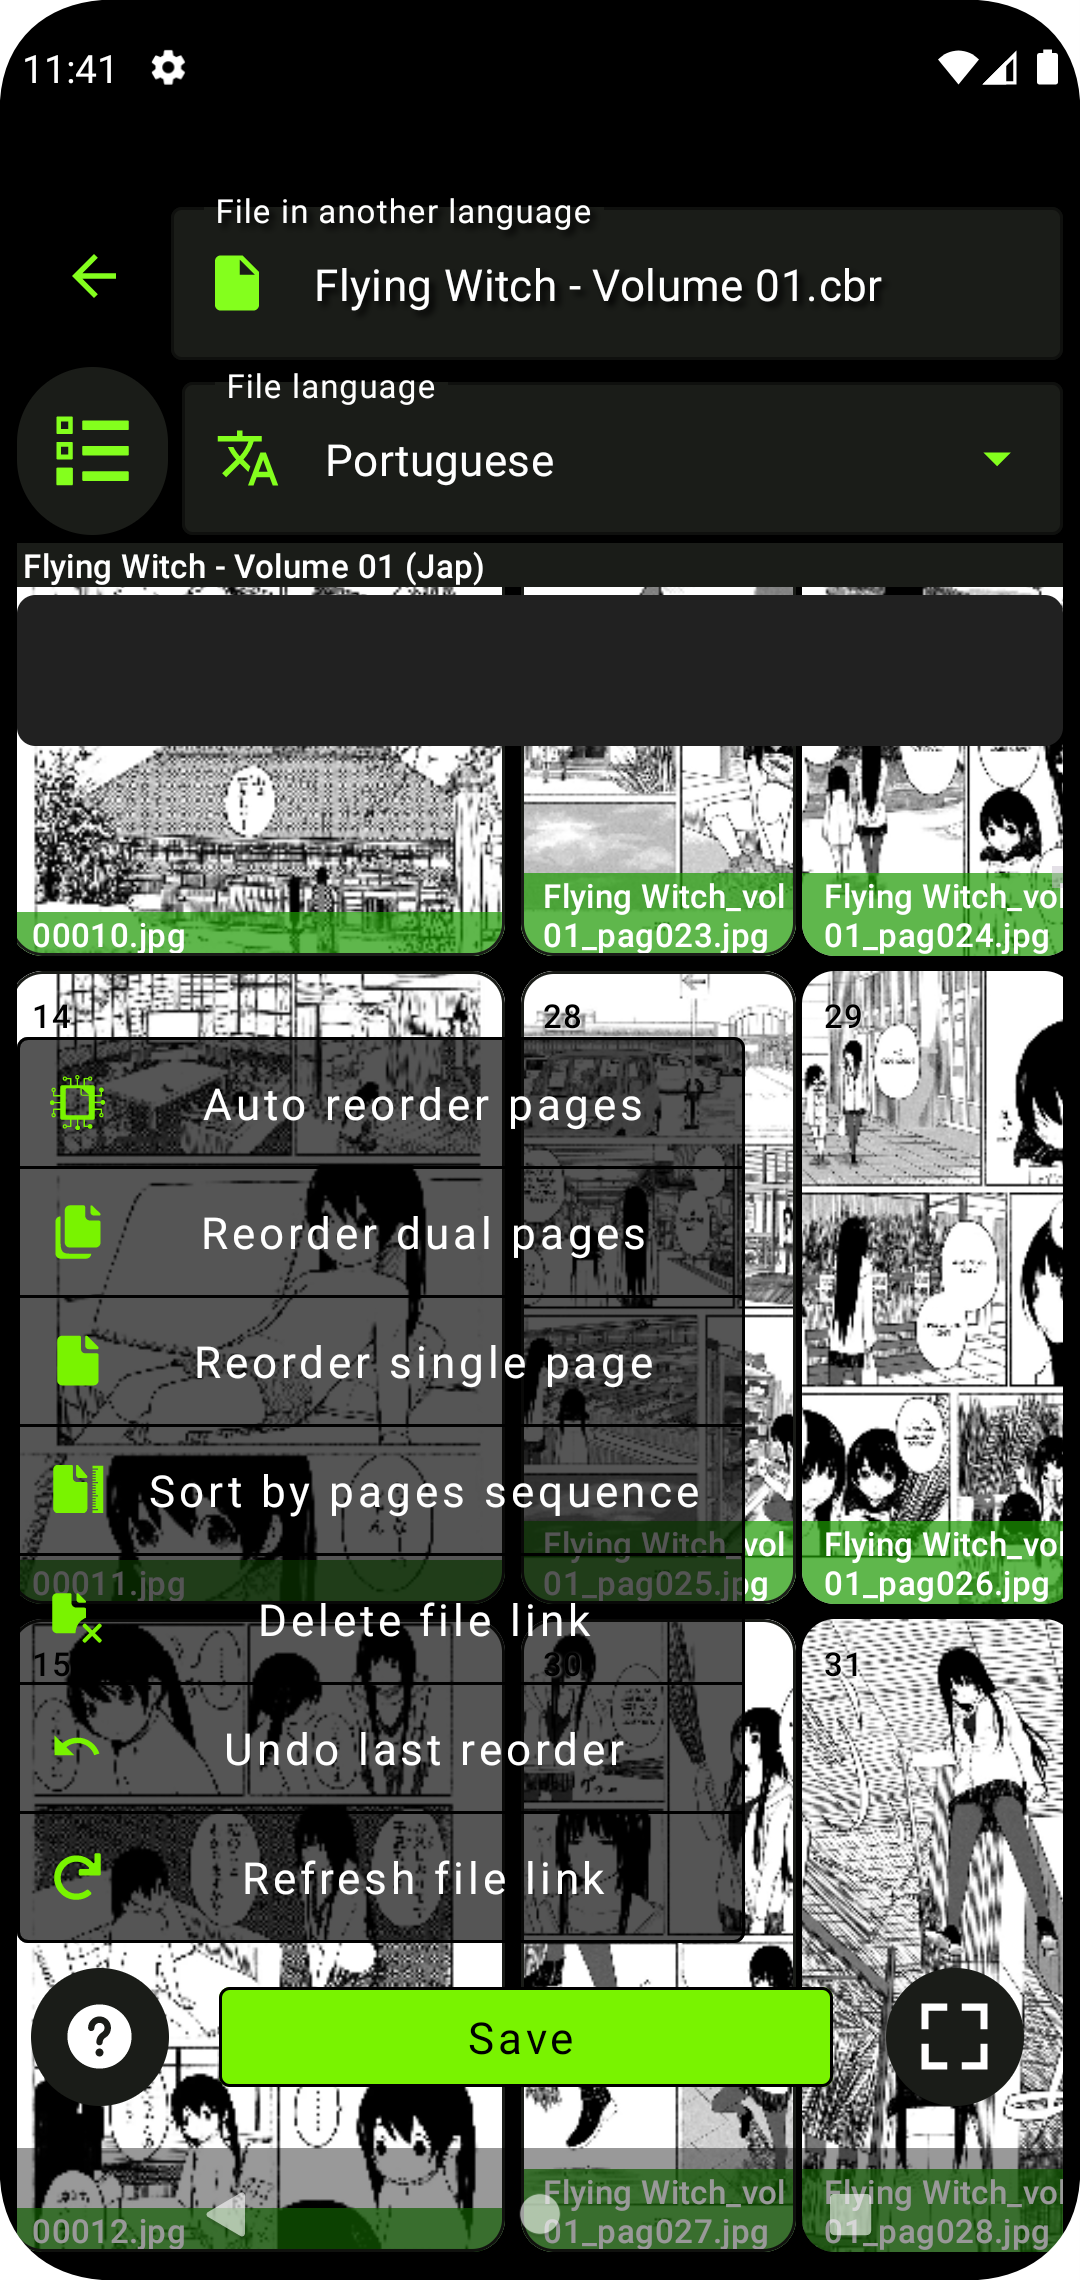 11:41
File in another language
Flying Witch - Volume 01.cbr
File language
Portuguese
Flying Witch - Volume 01 (Jap)
00010.jpg
Flying Witch_vol
01_pag023.jpg
Flying Witch_vol
01_pag024.jpg
14
28
29
Auto reorder pages
Reorder dual pages
Reorder single page
Sort by pages sequence
00011.jpg
Flying Witch_vol
01_pag025.jpg
Flying Witch_vol
01_pag026.jpg
Delete file link
15
30
31
Undo last reorder
Refresh file link
?
Save
00012.jpg
Flying Witch_vol
01_pag027.jpg
Flying Witch_vol
01_pag028.jpg